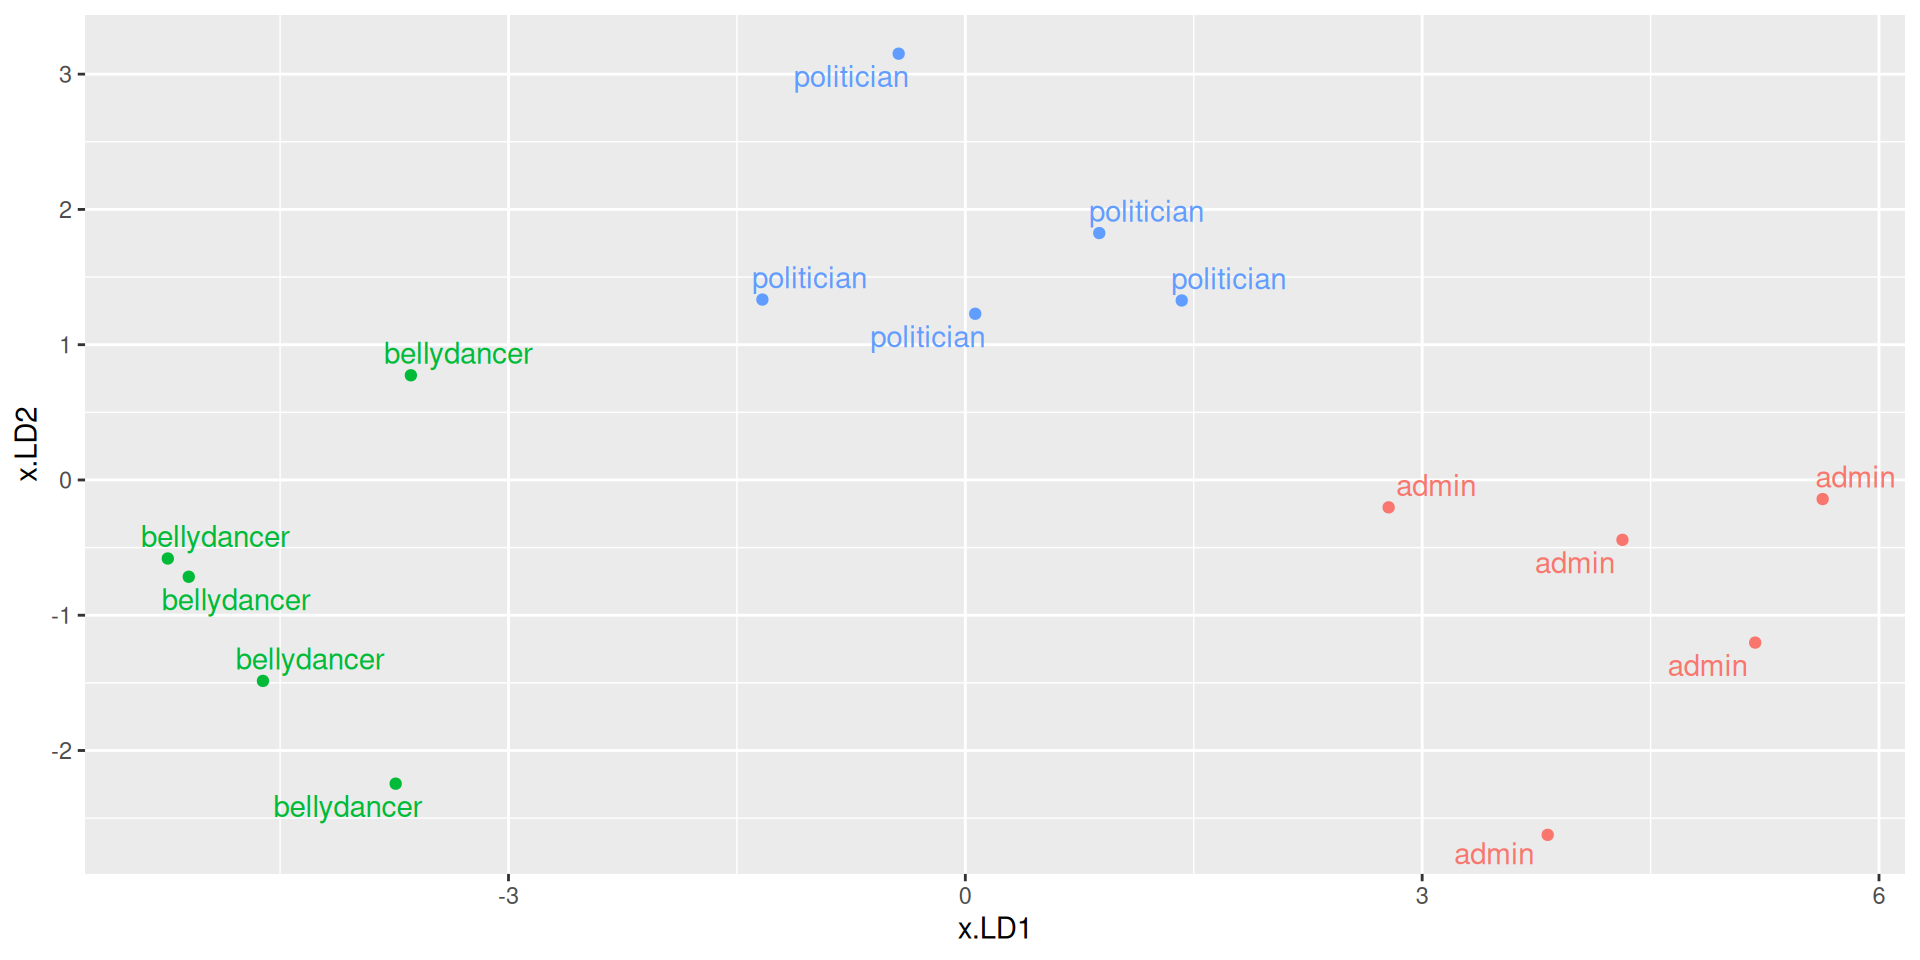 3
politician
2
politician
politician
politician
politician
1
bellydancer
x.LD2
0
admin
admin
bellydancer
admin
bellydancer
-1
bellydancer
admin
-2
bellydancer
admin
-3
0
3
6
x.LD1